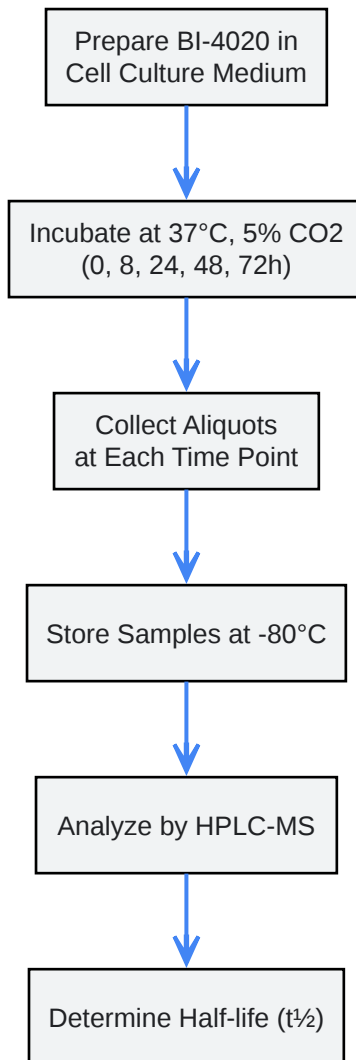 Prepare BI-4020 in
Cell Culture Medium
Incubate at 37°C, 5% CO2
(0, 8, 24, 48, 72h)
Collect Aliquots
at Each Time Point
Store Samples at -80°C
Analyze by HPLC-MS
Determine Half-life (t½)